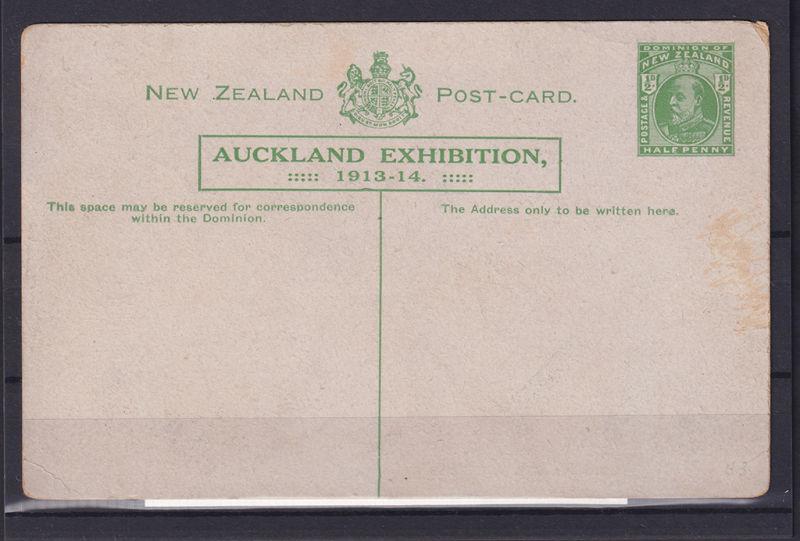 NEW ZEALAND POST-CARD.
DOMINION OF
NEW ZEALAND
½D ½D
POSTAGE &
REVENUE
HALF PENNY
AUCKLAND EXHIBITION,
::::: 1913-14. :::::
This space may be reserved for correspondence
within the Dominion.
The Address only to be written here.
H3